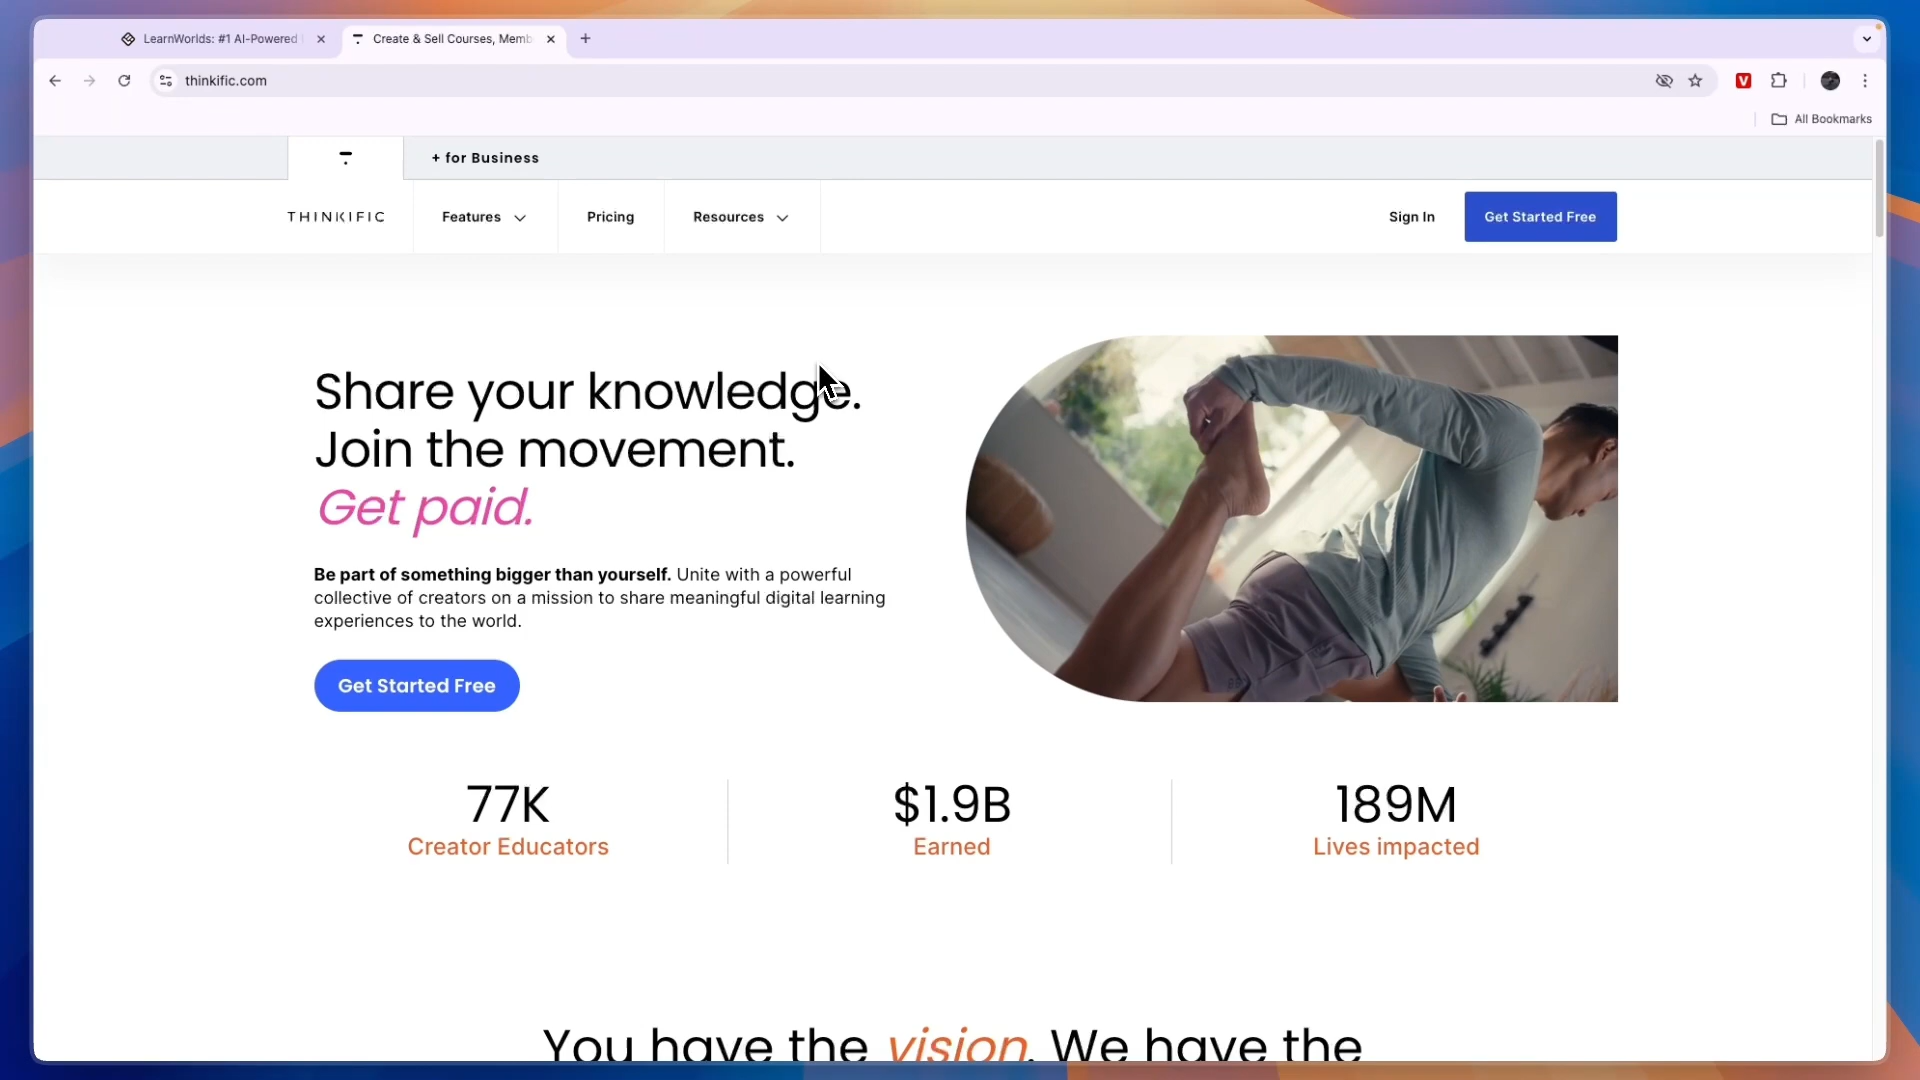 LearnWorlds: #1 AI-Powered
Create & Sell Courses, Memb
thinkific.com
All Bookmarks
+ for Business
THINKIFIC
Features
Pricing
Resources
Sign In
Get Started Free
Share your knowledge.
Join the movement.
Get paid.
Be part of something bigger than yourself. Unite with a powerful
collective of creators on a mission to share meaningful digital learning
experiences to the world.
Get Started Free
77K
Creator Educators
$1.9B
Earned
189M
Lives impacted
You have the vision. We have the